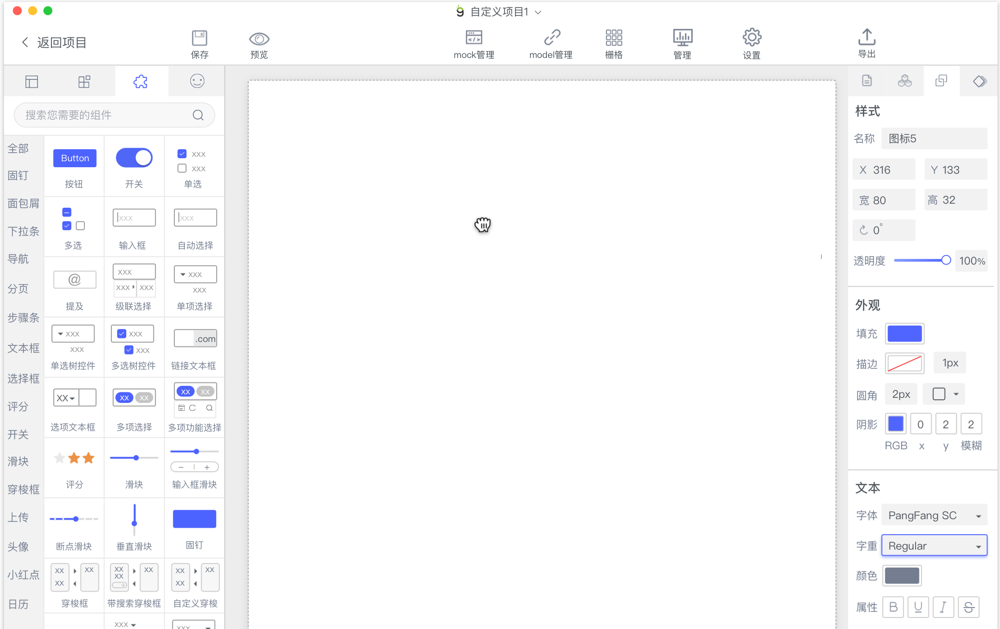 自定义项目1
返回项目
保存
预览
mock管理
model管理
栅格
管理
设置
导出
搜索您需要的组件
全部
固钉
面包屑
下拉条
导航
分页
步骤条
文本框
选择框
评分
开关
滑块
穿梭框
上传
头像
小红点
日历
Button
按钮
开关
xxx
xxx
单选
多选
xxx
输入框
xxx
自动选择
@
提及
xxx
xxx xxx
级联选择
xxx
xxx
单项选择
xxx
xxx
单选树控件
xxx
xxx
多选树控件
.com
链接文本框
XX
选项文本框
XX XX
多项选择
XX XX
多项功能选择
评分
滑块
− +
输入框滑块
断点滑块
垂直滑块
固钉
XX XX
XX
穿梭框
XX XX
XX
带搜索穿梭框
XX XX
XX
自定义穿梭
xxx
xxx
样式
名称 图标5
X 316 Y 133
宽 80 高 32
0°
透明度 100%
外观
填充
描边 1px
圆角 2px
阴影 0 2 2
RGB x y 模糊
文本
字体 PangFang SC
字重 Regular
颜色
属性 B U I S